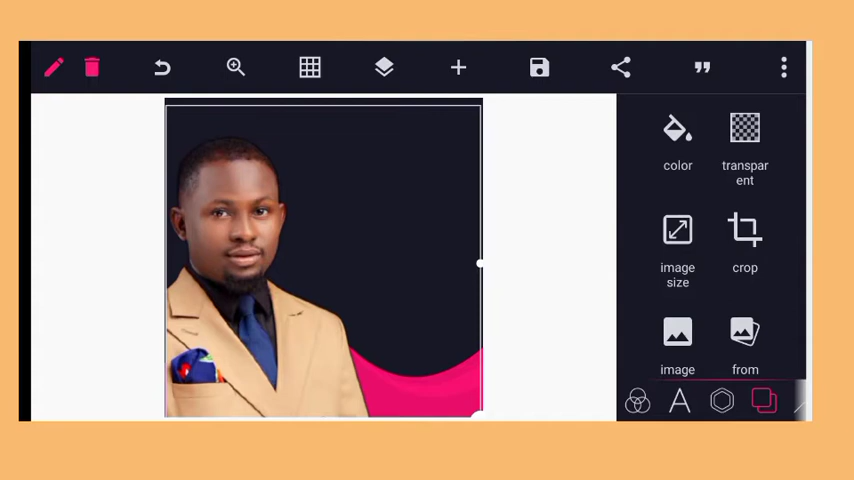 color
transpar
ent
image
size
crop
image
from